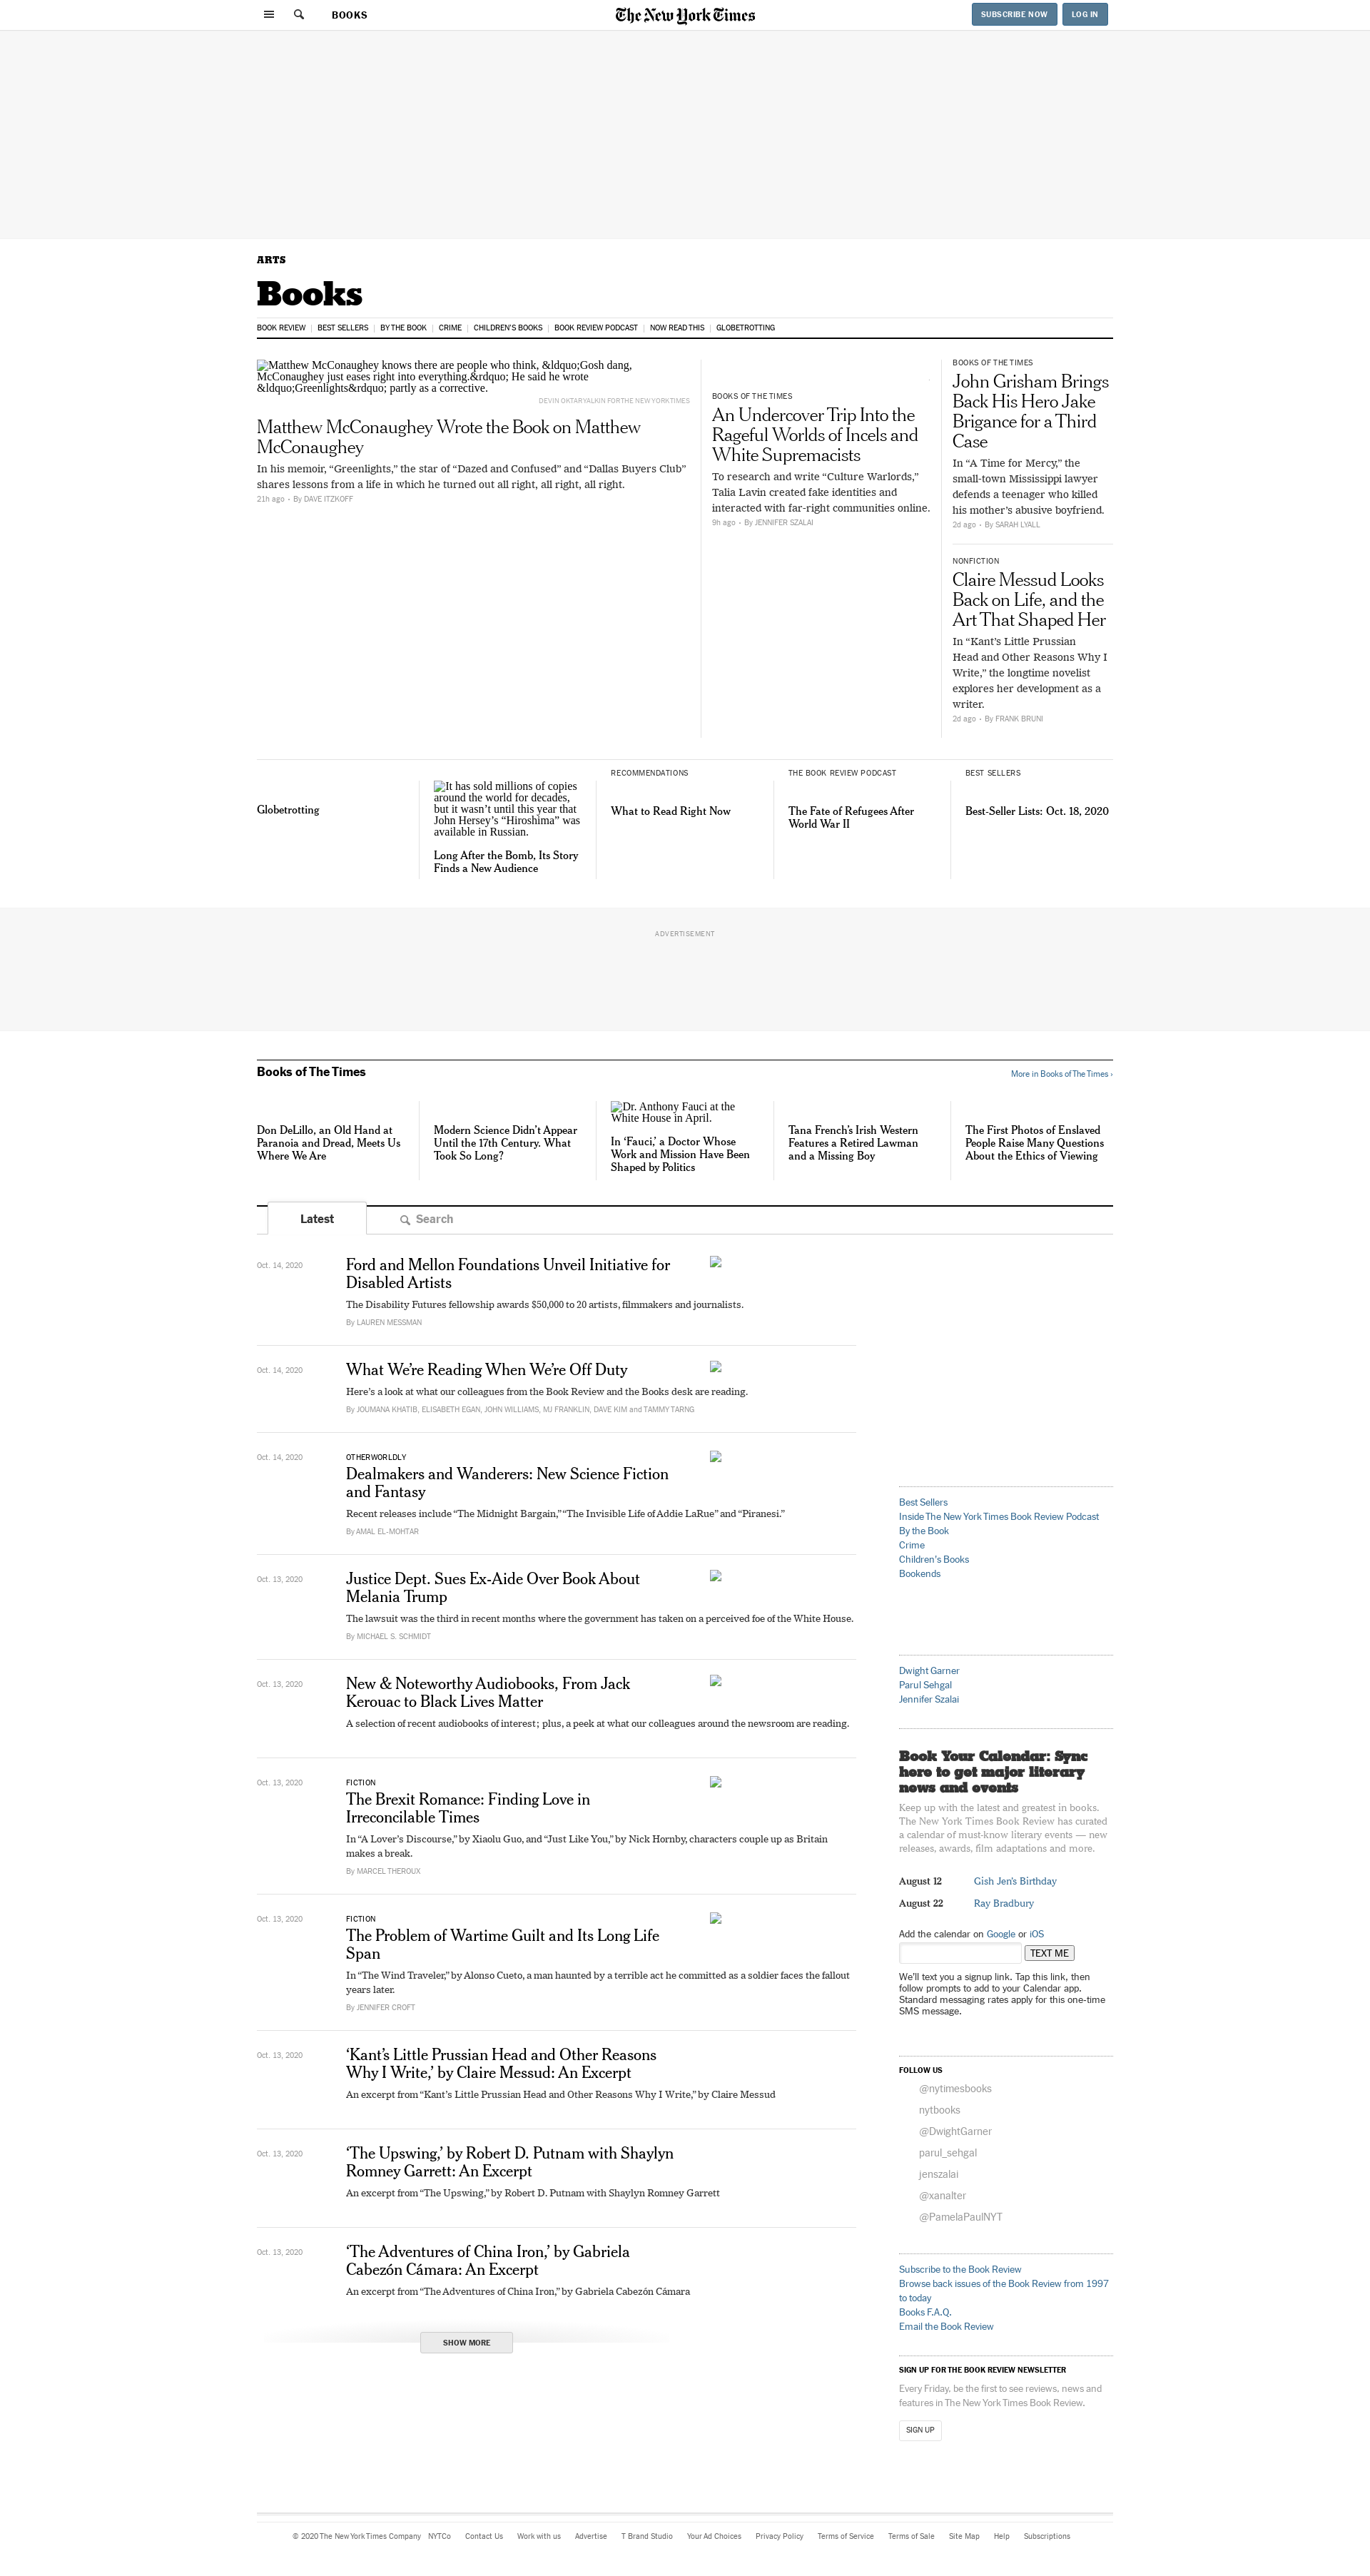 BOOKS
The New York Times
SUBSCRIBE NOW
LOG IN
ARTS
Books
BOOK REVIEW
BEST SELLERS
BY THE BOOK
CRIME
CHILDREN'S BOOKS
BOOK REVIEW PODCAST
NOW READ THIS
GLOBETROTTING
Matthew McConaughey knows there are people who think, &ldquo;Gosh dang,
McConaughey just eases right into everything.&rdquo; He said he wrote
&ldquo;Greenlights&rdquo; partly as a corrective.
DEVIN OKTAR YALKIN FOR THE NEW YORK TIMES
Matthew McConaughey Wrote the Book on Matthew
McConaughey
In his memoir, “Greenlights,” the star of “Dazed and Confused” and “Dallas Buyers Club”
shares lessons from a life in which he turned out all right, all right, all right.
21h ago • By DAVE ITZKOFF
BOOKS OF THE TIMES
An Undercover Trip Into the
Rageful Worlds of Incels and
White Supremacists
To research and write “Culture Warlords,”
Talia Lavin created fake identities and
interacted with far-right communities online.
9h ago • By JENNIFER SZALAI
BOOKS OF THE TIMES
John Grisham Brings
Back His Hero Jake
Brigance for a Third
Case
In “A Time for Mercy,” the
small-town Mississippi lawyer
defends a teenager who killed
his mother’s abusive boyfriend.
2d ago • By SARAH LYALL
NONFICTION
Claire Messud Looks
Back on Life, and the
Art That Shaped Her
In “Kant’s Little Prussian
Head and Other Reasons Why I
Write,” the longtime novelist
explores her development as a
writer.
2d ago • By FRANK BRUNI
Globetrotting
It has sold millions of copies
around the world for decades,
but it wasn’t until this year that
John Hersey’s “Hiroshima” was
available in Russian.
Long After the Bomb, Its Story
Finds a New Audience
RECOMMENDATIONS
What to Read Right Now
THE BOOK REVIEW PODCAST
The Fate of Refugees After
World War II
BEST SELLERS
Best-Seller Lists: Oct. 18, 2020
ADVERTISEMENT
Books of The Times
More in Books of The Times ›
Don DeLillo, an Old Hand at
Paranoia and Dread, Meets Us
Where We Are
Modern Science Didn’t Appear
Until the 17th Century. What
Took So Long?
Dr. Anthony Fauci at the
White House in April.
In ‘Fauci,’ a Doctor Whose
Work and Mission Have Been
Shaped by Politics
Tana French’s Irish Western
Features a Retired Lawman
and a Missing Boy
The First Photos of Enslaved
People Raise Many Questions
About the Ethics of Viewing
Latest
Search
Oct. 14, 2020
Ford and Mellon Foundations Unveil Initiative for
Disabled Artists
The Disability Futures fellowship awards $50,000 to 20 artists, filmmakers and journalists.
By LAUREN MESSMAN
Oct. 14, 2020
What We’re Reading When We’re Off Duty
Here’s a look at what our colleagues from the Book Review and the Books desk are reading.
By JOUMANA KHATIB, ELISABETH EGAN, JOHN WILLIAMS, MJ FRANKLIN, DAVE KIM and TAMMY TARNG
Oct. 14, 2020
OTHERWORLDLY
Dealmakers and Wanderers: New Science Fiction
and Fantasy
Recent releases include “The Midnight Bargain,” “The Invisible Life of Addie LaRue” and “Piranesi.”
By AMAL EL-MOHTAR
Oct. 13, 2020
Justice Dept. Sues Ex-Aide Over Book About
Melania Trump
The lawsuit was the third in recent months where the government has taken on a perceived foe of the White House.
By MICHAEL S. SCHMIDT
Oct. 13, 2020
New & Noteworthy Audiobooks, From Jack
Kerouac to Black Lives Matter
A selection of recent audiobooks of interest; plus, a peek at what our colleagues around the newsroom are reading.
Oct. 13, 2020
FICTION
The Brexit Romance: Finding Love in
Irreconcilable Times
In “A Lover’s Discourse,” by Xiaolu Guo, and “Just Like You,” by Nick Hornby, characters couple up as Britain
makes a break.
By MARCEL THEROUX
Oct. 13, 2020
FICTION
The Problem of Wartime Guilt and Its Long Life
Span
In “The Wind Traveler,” by Alonso Cueto, a man haunted by a terrible act he committed as a soldier faces the fallout
years later.
By JENNIFER CROFT
Oct. 13, 2020
‘Kant’s Little Prussian Head and Other Reasons
Why I Write,’ by Claire Messud: An Excerpt
An excerpt from “Kant’s Little Prussian Head and Other Reasons Why I Write,” by Claire Messud
Oct. 13, 2020
‘The Upswing,’ by Robert D. Putnam with Shaylyn
Romney Garrett: An Excerpt
An excerpt from “The Upswing,” by Robert D. Putnam with Shaylyn Romney Garrett
Oct. 13, 2020
‘The Adventures of China Iron,’ by Gabriela
Cabezón Cámara: An Excerpt
An excerpt from “The Adventures of China Iron,” by Gabriela Cabezón Cámara
SHOW MORE
Best Sellers
Inside The New York Times Book Review Podcast
By the Book
Crime
Children's Books
Bookends
Dwight Garner
Parul Sehgal
Jennifer Szalai
Book Your Calendar: Sync
here to get major literary
news and events
Keep up with the latest and greatest in books.
The New York Times Book Review has curated
a calendar of must-know literary events — new
releases, awards, film adaptations and more.
August 12 Gish Jen's Birthday
August 22 Ray Bradbury
Add the calendar on Google or iOS
TEXT ME
We’ll text you a signup link. Tap this link, then
follow prompts to add to your Calendar app.
Standard messaging rates apply for this one-time
SMS message.
FOLLOW US
@nytimesbooks
nytbooks
@DwightGarner
parul_sehgal
jenszalai
@xanalter
@PamelaPaulNYT
Subscribe to the Book Review
Browse back issues of the Book Review from 1997
to today
Books F.A.Q.
Email the Book Review
SIGN UP FOR THE BOOK REVIEW NEWSLETTER
Every Friday, be the first to see reviews, news and
features in The New York Times Book Review.
SIGN UP
© 2020 The New York Times Company NYTCo Contact Us Work with us Advertise T Brand Studio Your Ad Choices Privacy Policy Terms of Service Terms of Sale Site Map Help Subscriptions